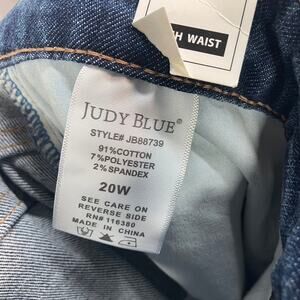 H WAIST
JUDY BLUE®
STYLE# JB88739
91%COTTON
7%POLYESTER
2%SPANDEX
20W
SEE CARE ON
REVERSE SIDE
RN# 116380
MADE IN CHINA